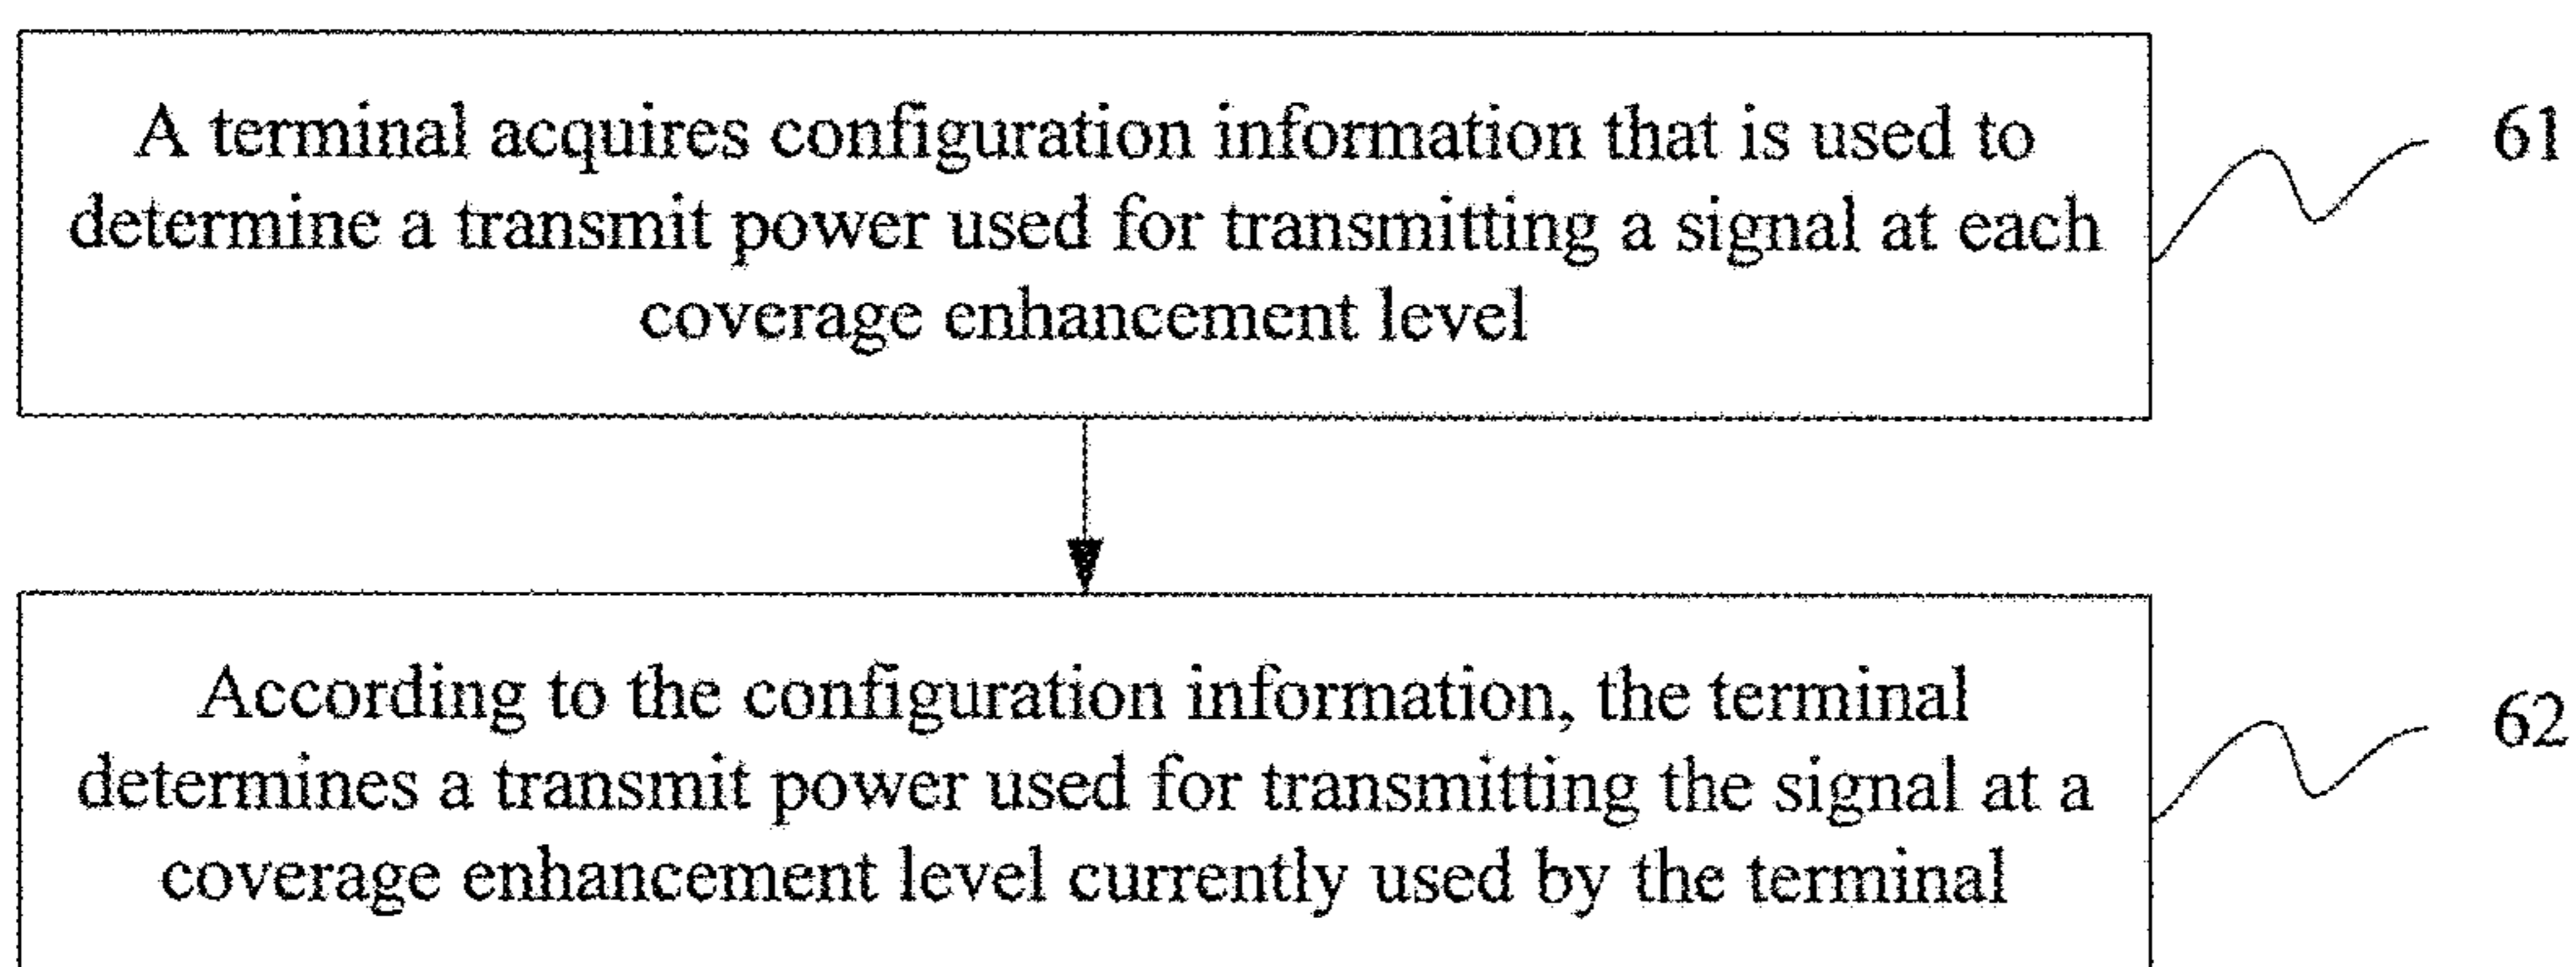 A terminal acquires configuration information that is used to
determine a transmit power used for transmitting a signal at each
coverage enhancement level
61
According to the configuration information, the terminal
determines a transmit power used for transmitting the signal at a
coverage enhancement level currently used by the terminal
62